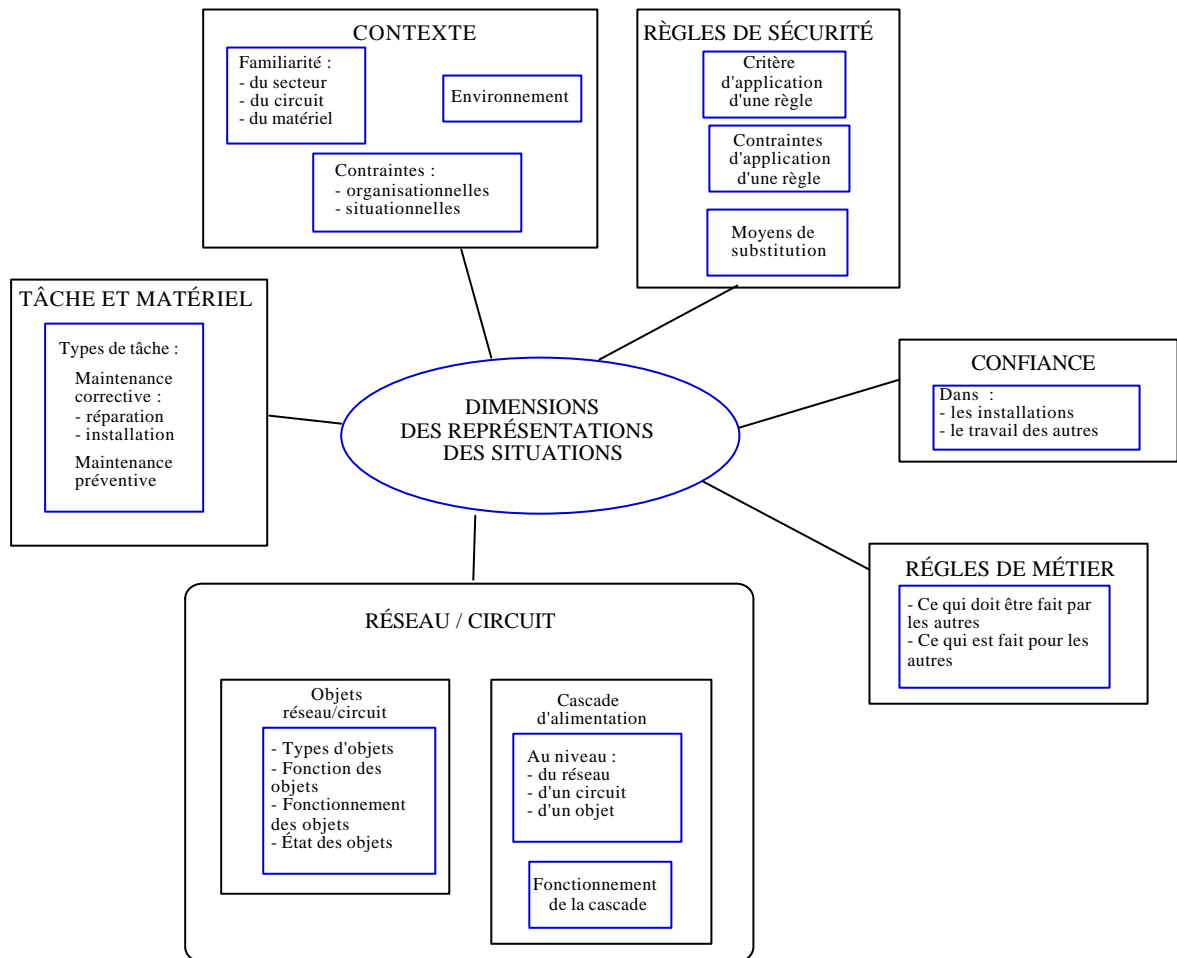 CONTEXTE
Familiarité :
- du secteur
- du circuit
- du matériel
Environnement
Contraintes :
- organisationnelles
- situationnelles
RÈGLES DE SÉCURITÉ
Critère
d'application
d'une règle
Contraintes
d'application
d'une règle
Moyens de
substitution
TÂCHE ET MATÉRIEL
Types de tâche :
Maintenance
corrective :
- réparation
- installation
Maintenance
préventive
DIMENSIONS
DES REPRÉSENTATIONS
DES SITUATIONS
CONFIANCE
Dans :
- les installations
- le travail des autres
RÉGLES DE MÉTIER
- Ce qui doit être fait par
les autres
- Ce qui est fait pour les
autres
RÉSEAU / CIRCUIT
Objets
réseau/circuit
- Types d'objets
- Fonction des
objets
- Fonctionnement
des objets
- État des objets
Cascade
d'alimentation
Au niveau :
- du réseau
- d'un circuit
- d'un objet
Fonctionnement
de la cascade